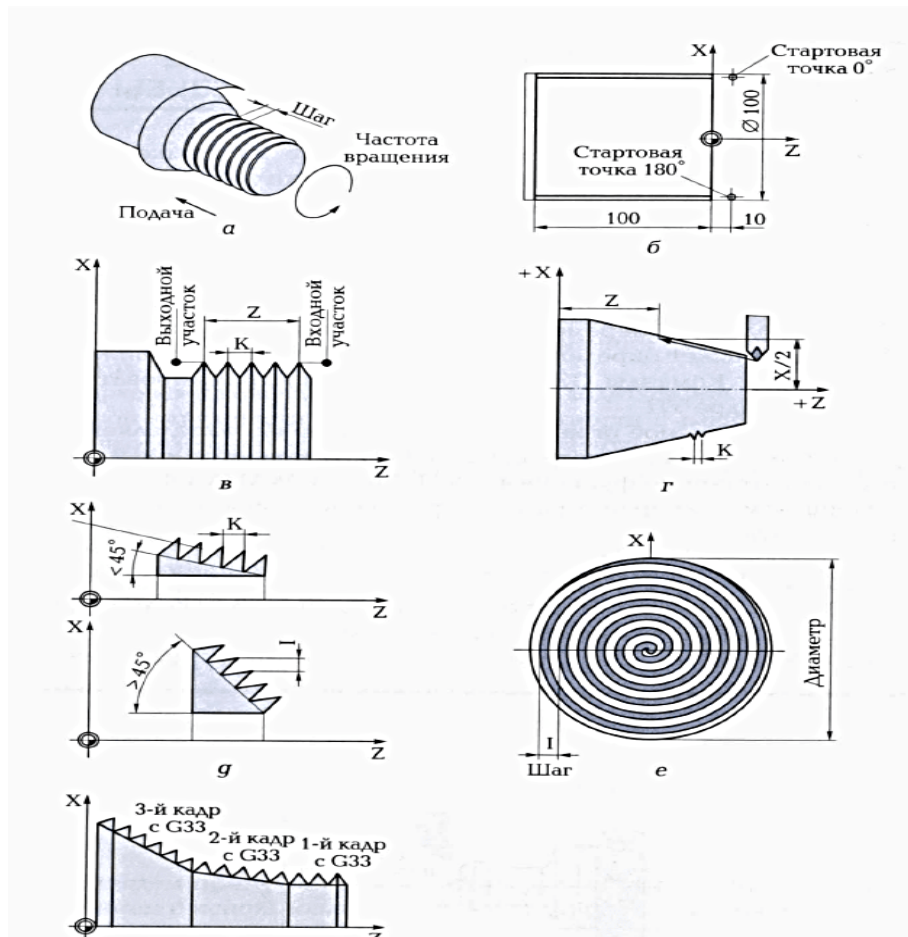 Шаг
Частота
вращения
Подача
а
X
Стартовая
точка 0°
Ø 100
Z
Стартовая
точка 180°
100
10
б
X
Выходной
участок
Z
K
Входной
участок
Z
в
+X
Z
X/2
+Z
K
г
X
K
<45°
Z
X
I
>45°
Z
д
X
Диаметр
I
Шаг
е
X
3-й кадр
с G33
2-й кадр
с G33
1-й кадр
с G33
Z